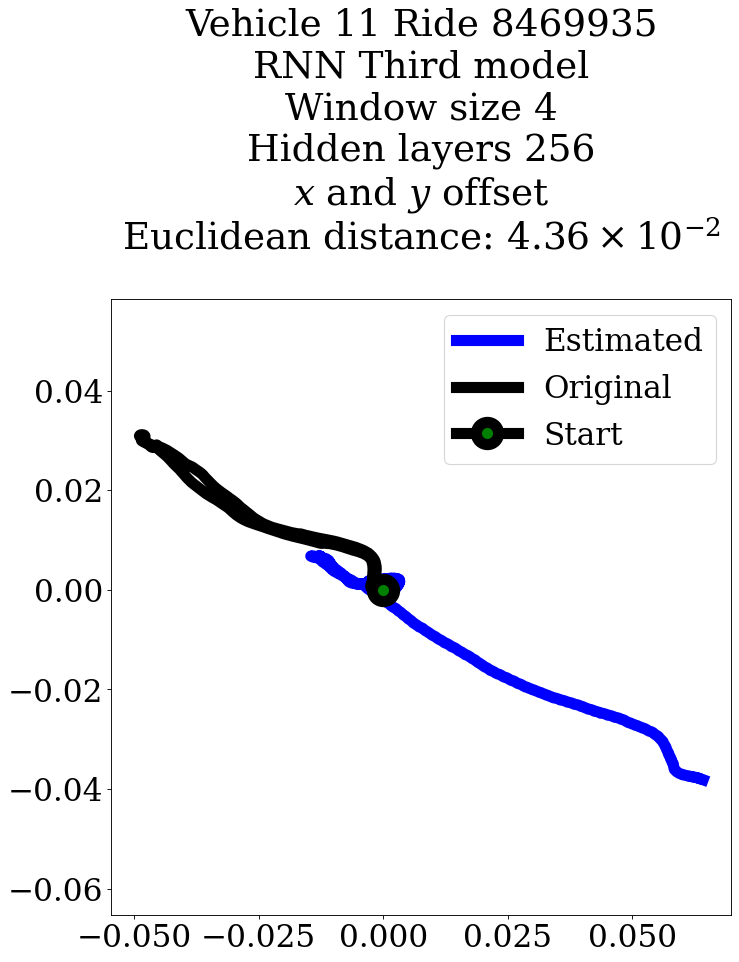 Vehicle 11 Ride 8469935
RNN Third model
Window size 4
Hidden layers 256
x and y offset
Euclidean distance: 4.36 × 10⁻²
Estimated
Original
Start
0.04
0.02
0.00
−0.02
−0.04
−0.06
−0.050 −0.025 0.000 0.025 0.050